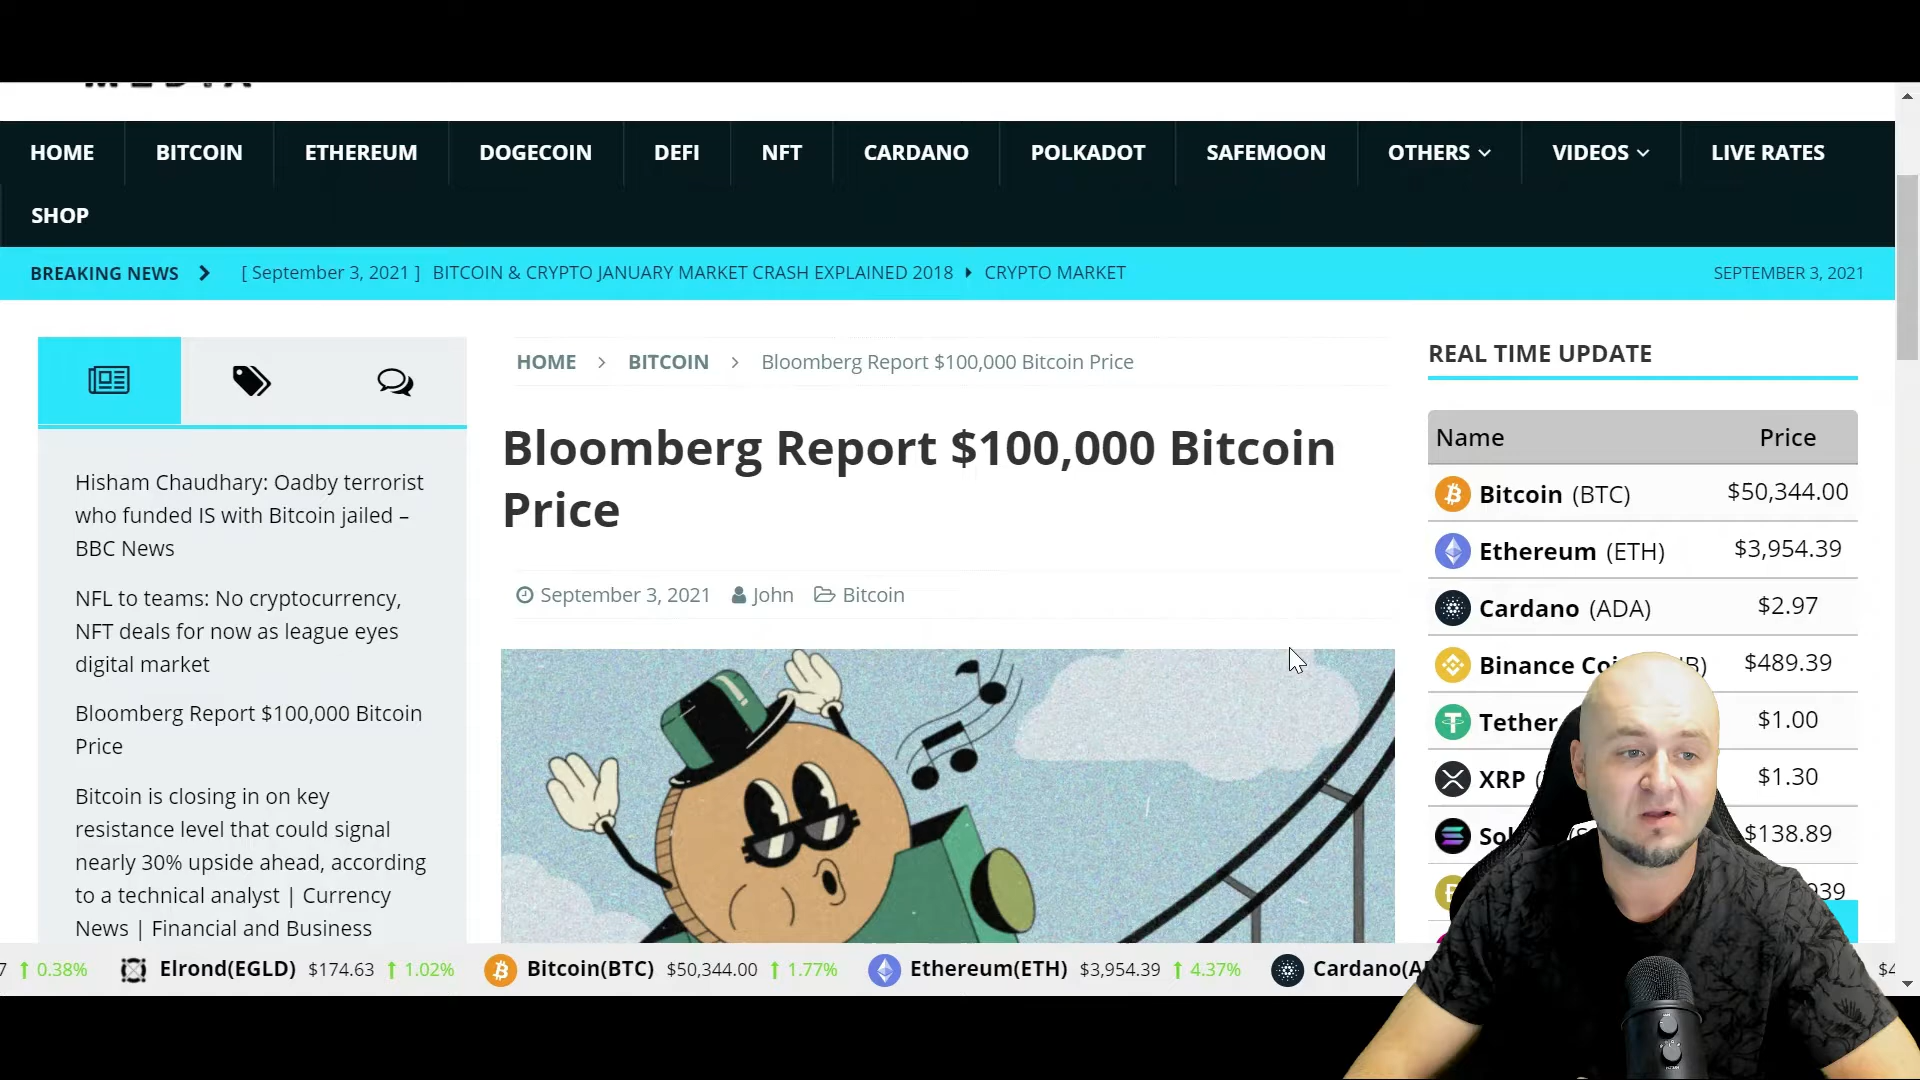 MEDIA
HOME BITCOIN ETHEREUM DOGECOIN DEFI NFT CARDANO POLKADOT SAFEMOON OTHERS VIDEOS LIVE RATES
SHOP
BREAKING NEWS [ September 3, 2021 ] BITCOIN & CRYPTO JANUARY MARKET CRASH EXPLAINED 2018 CRYPTO MARKET SEPTEMBER 3, 2021
Hisham Chaudhary: Oadby terrorist
who funded IS with Bitcoin jailed –
BBC News
NFL to teams: No cryptocurrency,
NFT deals for now as league eyes
digital market
Bloomberg Report $100,000 Bitcoin
Price
Bitcoin is closing in on key
resistance level that could signal
nearly 30% upside ahead, according
to a technical analyst | Currency
News | Financial and Business
HOME > BITCOIN > Bloomberg Report $100,000 Bitcoin Price
Bloomberg Report $100,000 Bitcoin
Price
September 3, 2021 John Bitcoin
REAL TIME UPDATE
Name Price
Bitcoin (BTC) $50,344.00
Ethereum (ETH) $3,954.39
Cardano (ADA) $2.97
Binance Coi B) $489.39
Tether $1.00
XRP ( $1.30
Sol $138.89
939
7 ↑ 0.38% Elrond(EGLD) $174.63 ↑ 1.02% Bitcoin(BTC) $50,344.00 ↑ 1.77% Ethereum(ETH) $3,954.39 ↑ 4.37% Cardano(A $4